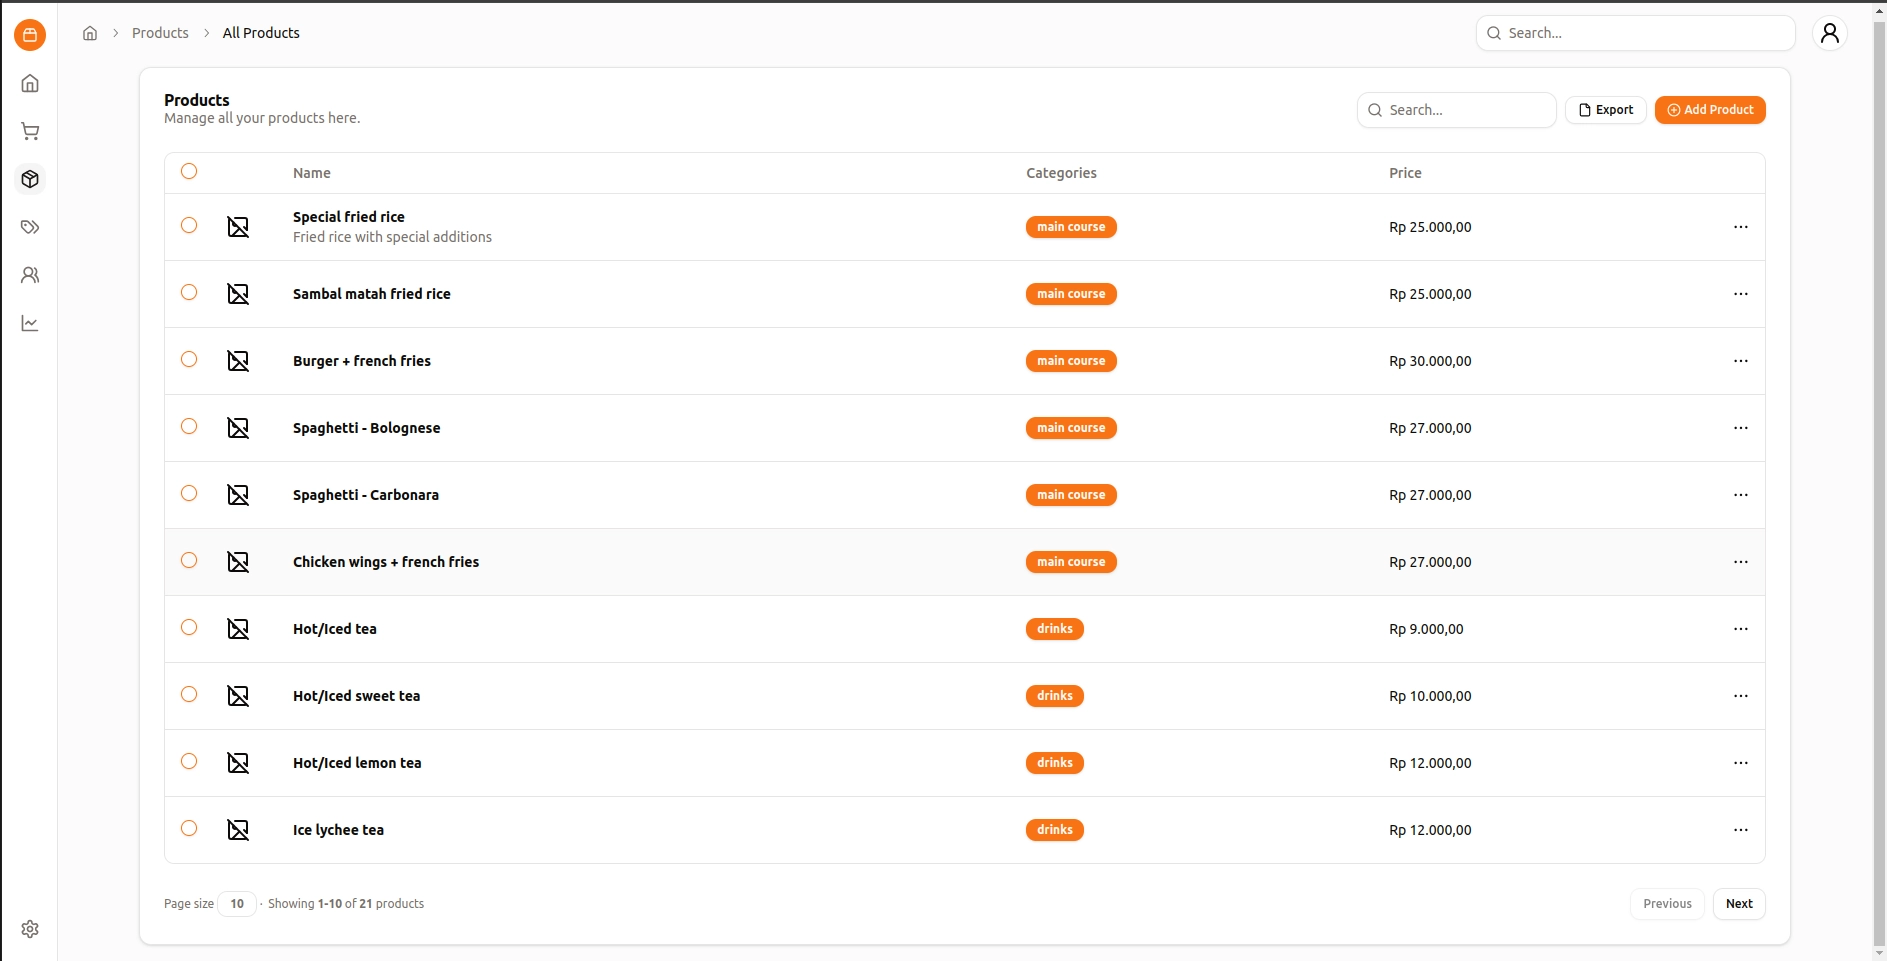 Products
All Products
Search...
Products
Manage all your products here.
Search...
Export
Add Product
Name Categories Price
Special fried rice
Fried rice with special additions
main course
Rp 25.000,00
Sambal matah fried rice
main course
Rp 25.000,00
Burger + french fries
main course
Rp 30.000,00
Spaghetti - Bolognese
main course
Rp 27.000,00
Spaghetti - Carbonara
main course
Rp 27.000,00
Chicken wings + french fries
main course
Rp 27.000,00
Hot/Iced tea
drinks
Rp 9.000,00
Hot/Iced sweet tea
drinks
Rp 10.000,00
Hot/Iced lemon tea
drinks
Rp 12.000,00
Ice lychee tea
drinks
Rp 12.000,00
Page size 10 · Showing 1-10 of 21 products
Previous
Next